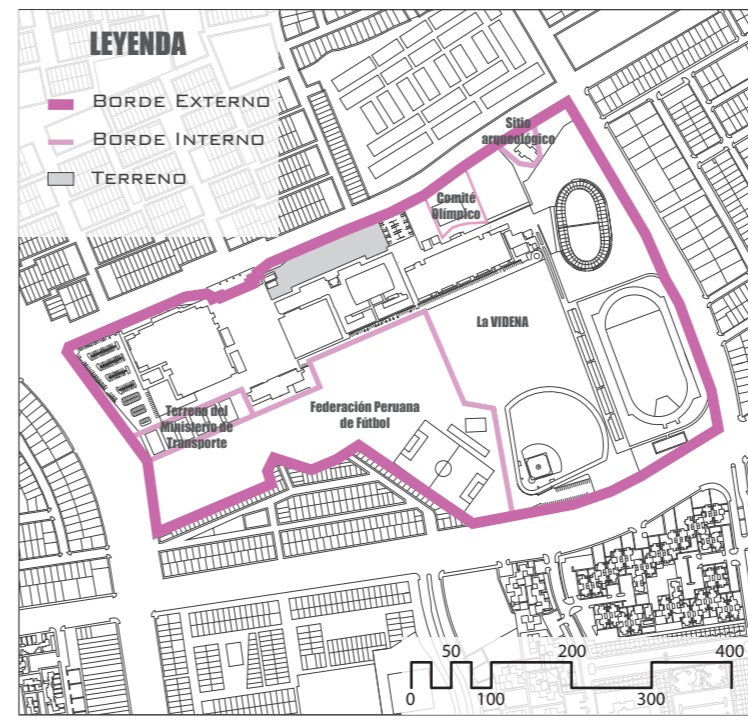 LEYENDA
BORDE EXTERNO
BORDE INTERNO
TERRENO
Sitio
arqueológico
Comité
Olímpico
La VIDENA
Federación Peruana
de Fútbol
Terreno del
Ministerio de
Transporte
50 200 400
0 100 300